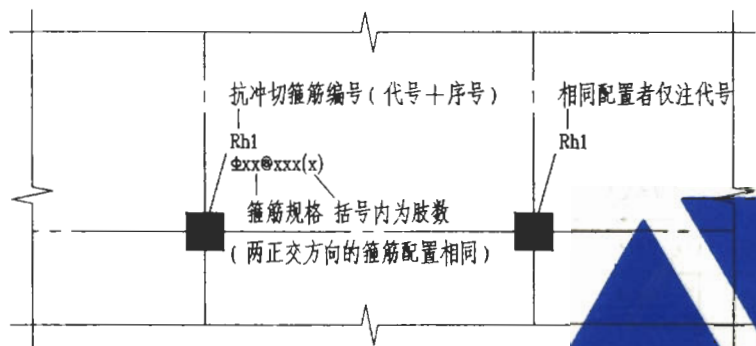 抗冲切箍筋编号(代号+序号)
Rh1
⌽xx@xxx(x)
箍筋规格 括号内为肢数
(两正交方向的箍筋配置相同)
相同配置者仅注代号
Rh1